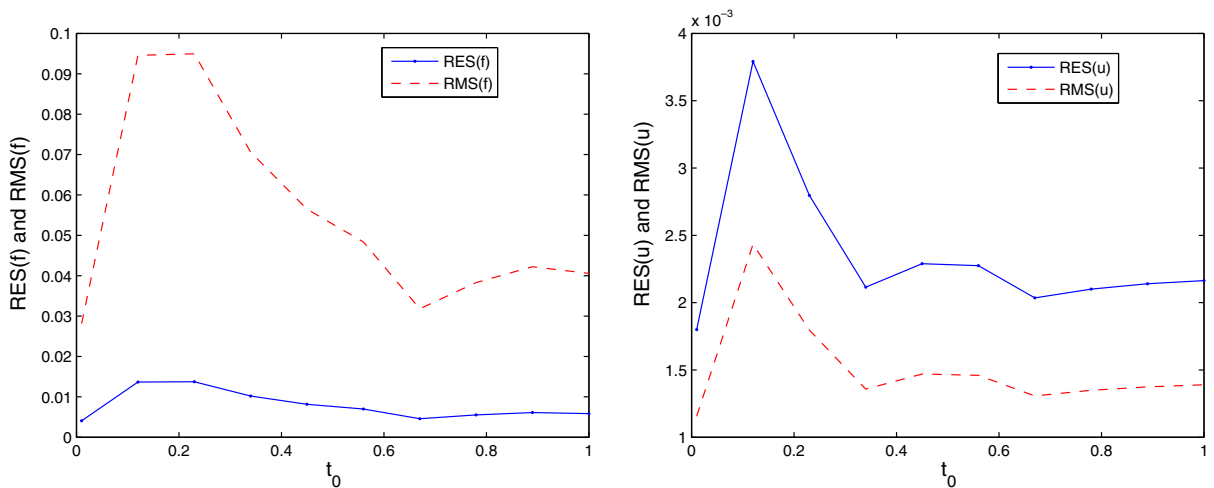 0.1
0.09
0.08
0.07
0.06
0.05
0.04
0.03
0.02
0.01
0
RES(f) and RMS(f)
RES(f)
RMS(f)
0 0.2 0.4 0.6 0.8 1
t_0
x 10^-3
4
3.5
3
2.5
2
1.5
1
RES(u) and RMS(u)
RES(u)
RMS(u)
0 0.2 0.4 0.6 0.8 1
t_0